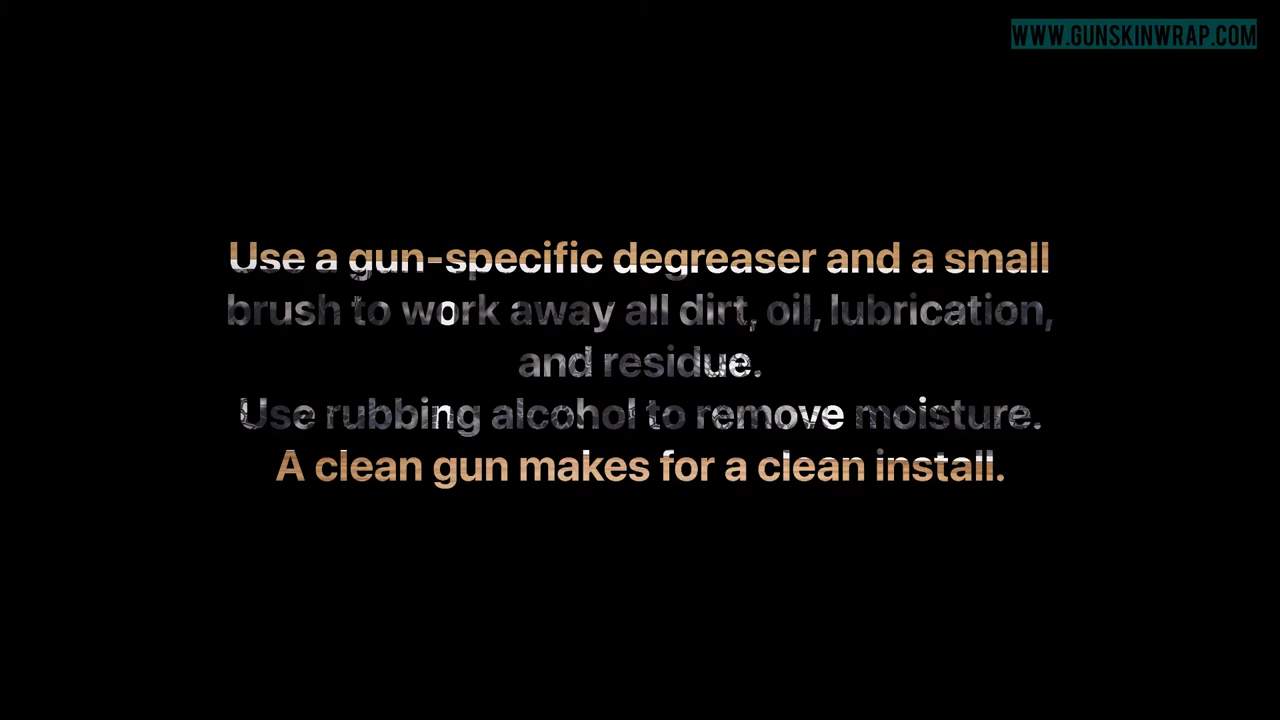 WWW.GUNSKINWRAP.COM
Use a gun-specific degreaser and a small
brush to work away all dirt, oil, lubrication,
and residue.
Use rubbing alcohol to remove moisture.
A clean gun makes for a clean install.